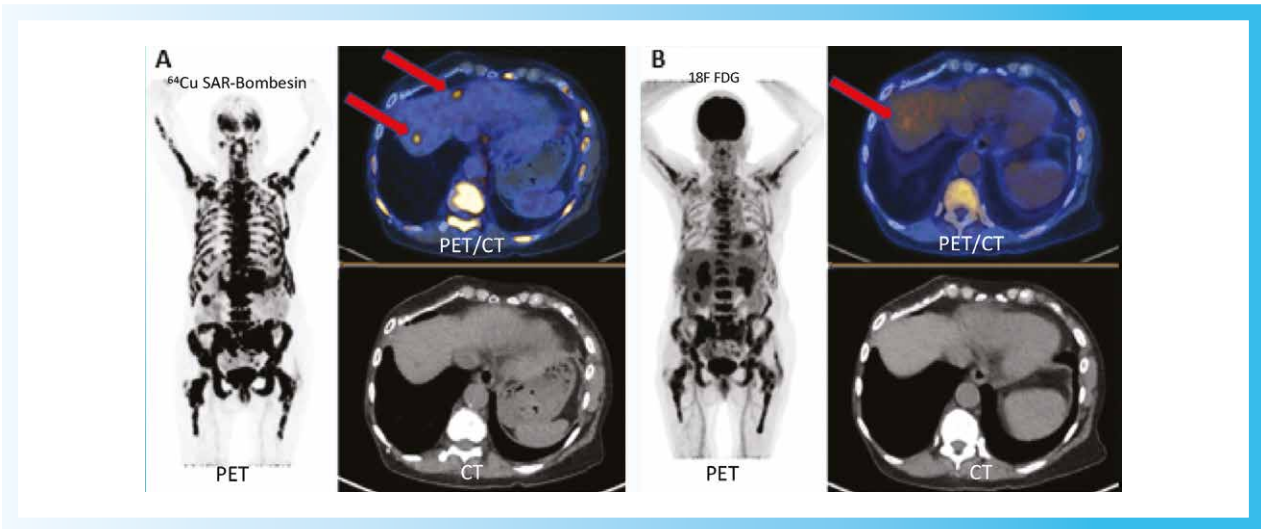 A
⁶⁴Cu SAR-Bombesin
PET/CT
PET
CT
B
18F FDG
PET/CT
PET
CT